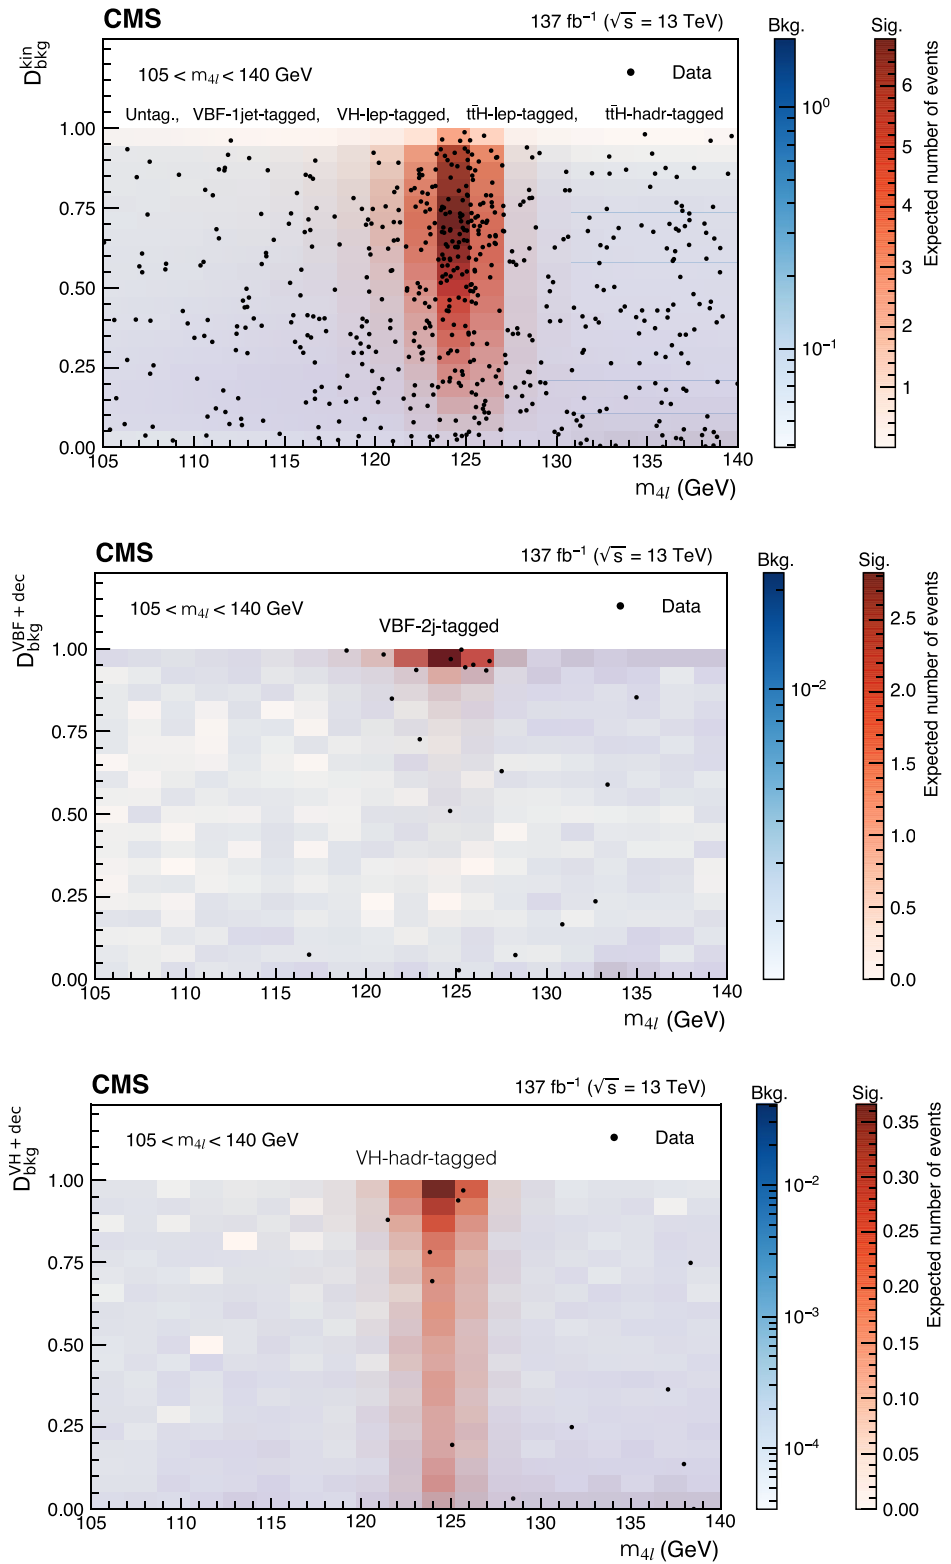 CMS 137 fb⁻¹ (√s = 13 TeV) Bkg. Sig.
105 < m4l < 140 GeV Data
Untag., VBF-1jet-tagged, VH-lep-tagged, tt̄H-lep-tagged, tt̄H-hadr-tagged
D^kin_bkg
1.00
0.75
0.50
0.25
0.00
105 110 115 120 125 130 135 140
m4l (GeV)
10⁰
10⁻¹
6
5
4
3
2
1
Expected number of events
CMS 137 fb⁻¹ (√s = 13 TeV) Bkg. Sig.
105 < m4l < 140 GeV Data
VBF-2j-tagged
D^VBF + dec_bkg
1.00
0.75
0.50
0.25
0.00
105 110 115 120 125 130 135 140
m4l (GeV)
10⁻²
2.5
2.0
1.5
1.0
0.5
0.0
Expected number of events
CMS 137 fb⁻¹ (√s = 13 TeV) Bkg. Sig.
105 < m4l < 140 GeV Data
VH-hadr-tagged
D^VH + dec_bkg
1.00
0.75
0.50
0.25
0.00
105 110 115 120 125 130 135 140
m4l (GeV)
10⁻²
10⁻³
10⁻⁴
0.35
0.30
0.25
0.20
0.15
0.10
0.05
0.00
Expected number of events